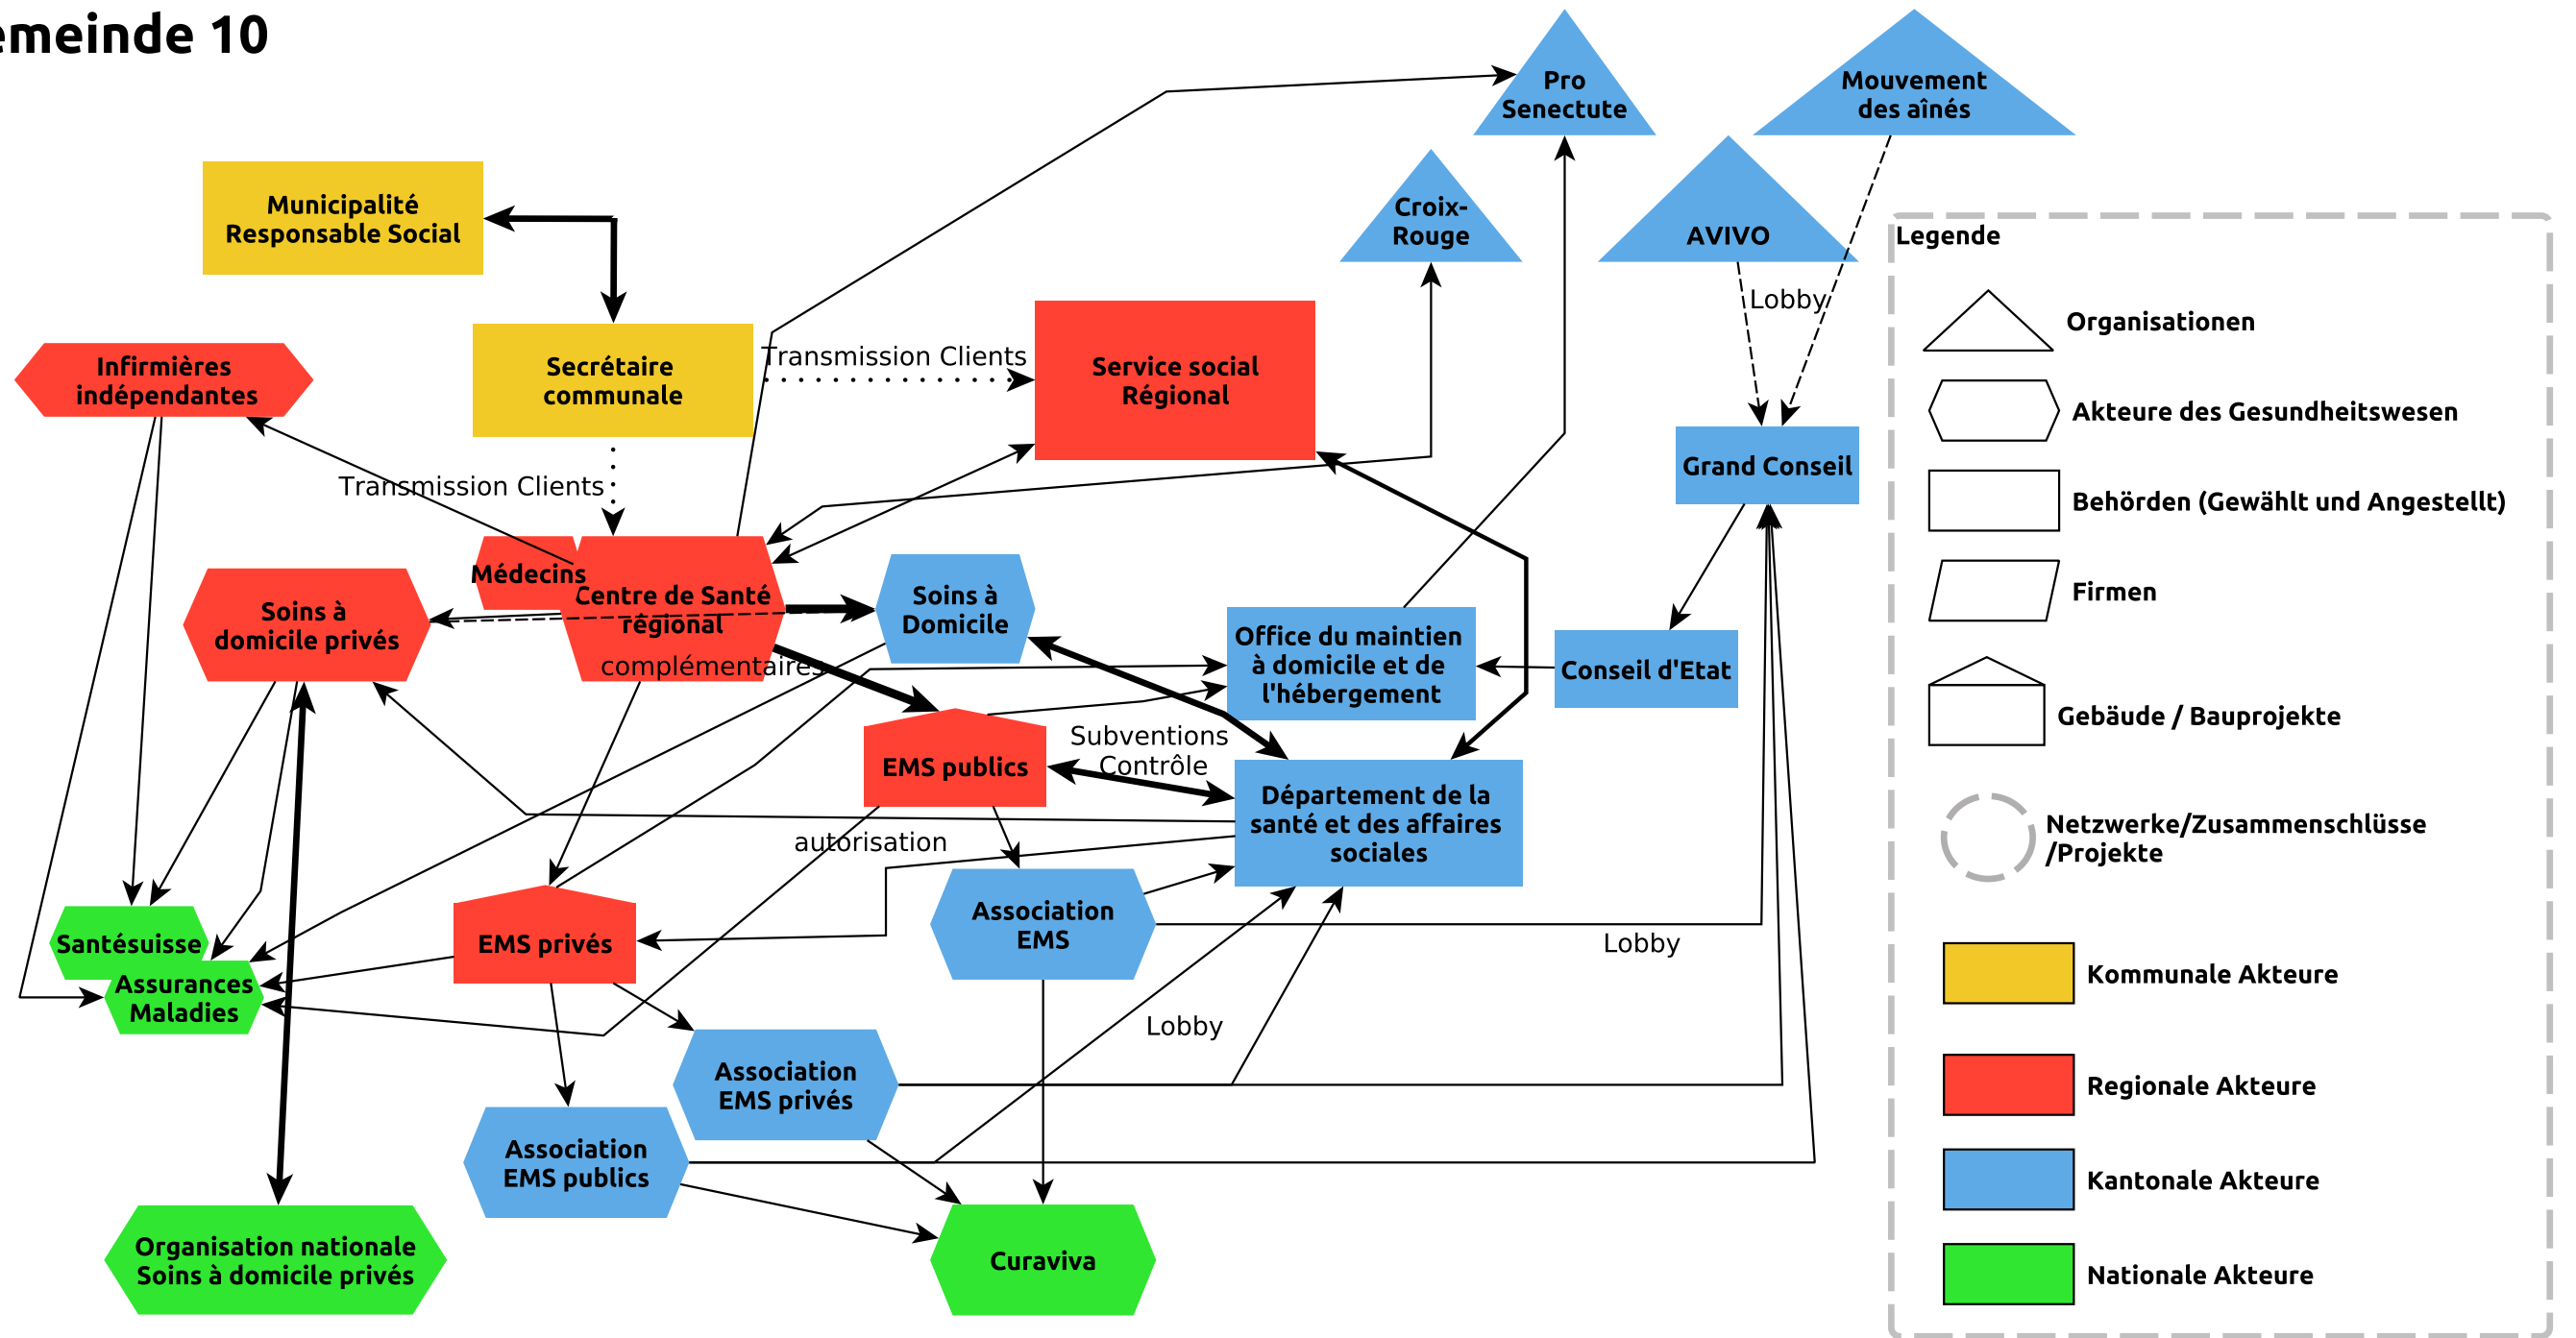 emeinde 10
Pro
Senectute
Mouvement
des aînés
Croix-
Rouge
AVIVO
Municipalité
Responsable Social
Lobby
Secrétaire
communale
Transmission Clients
Service social
Régional
Infirmières
indépendantes
Transmission Clients
Grand Conseil
Médecins
Centre de Santé
régional
Soins à
domicile privés
Soins à
Domicile
complémentaires
Office du maintien
à domicile et de
l'hébergement
Conseil d'Etat
EMS publics
Subventions
Contrôle
Département de la
santé et des affaires
sociales
autorisation
Association
EMS
Lobby
Santésuisse
Assurances
Maladies
EMS privés
Lobby
Association
EMS privés
Association
EMS publics
Organisation nationale
Soins à domicile privés
Curaviva
Legende
Organisationen
Akteure des Gesundheitswesen
Behörden (Gewählt und Angestellt)
Firmen
Gebäude / Bauprojekte
Netzwerke/Zusammenschlüsse
/Projekte
Kommunale Akteure
Regionale Akteure
Kantonale Akteure
Nationale Akteure